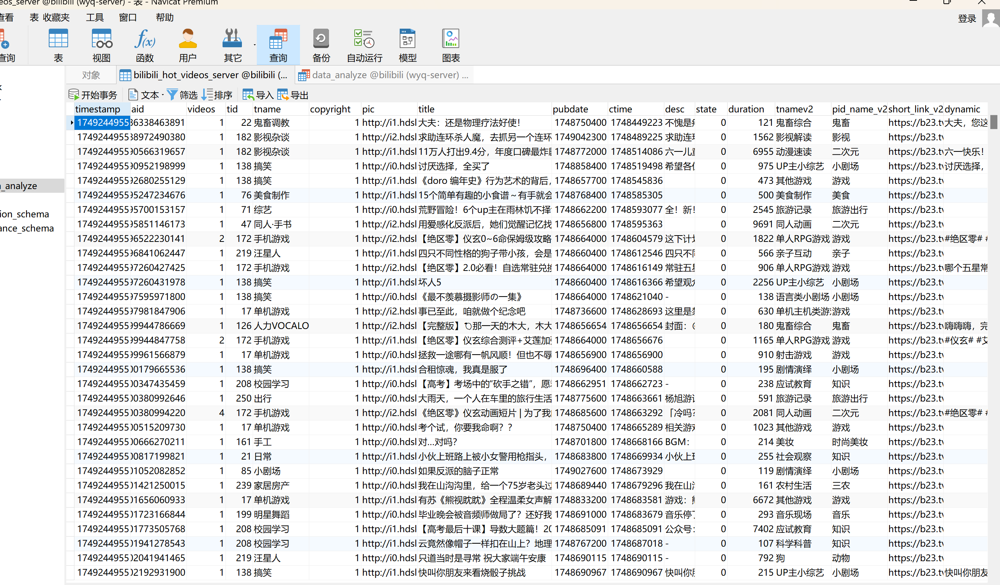 eos_server @bilibili (wyq-server) - 表 - Navicat Premium
查看 表 收藏夹 工具 窗口 帮助 登录
查询 表 视图 函数 用户 其它 查询 备份 自动运行 模型 图表
对象 bilibili_hot_videos_server @bilibili (... data_analyze @bilibili (wyq-server) ...
开始事务 文本 筛选 排序 导入 导出
a_analyze
ion_schema
ance_schema
timestamp aid videos tid tname copyright pic title pubdate ctime desc state duration tnamev2 pid_name_v2 short_link_v2 dynamic
1749244955 36338463891 1 22 鬼畜调教 1 http://i1.hdsl 大夫：还是物理疗法好使！ 1748750400 1748449223 不愧是 0 121 鬼畜综合 鬼畜 https://b23.tv 大夫，您这
1749244955 38972490380 1 182 影视杂谈 1 http://i2.hdsl 求助连环杀人魔，去抓另一个连环 1749042300 1748489225 求助连 0 1562 影视解读 影视 https://b23.tv
1749244955 90566319657 1 182 影视杂谈 1 http://i1.hdsl 11万人打出9.4分，年度口碑最炸 1748772000 1748514086 六一儿 0 6955 动漫速读 二次元 https://b23.tv 六一快乐！
1749244955 90952198999 1 138 搞笑 1 http://i0.hdsl 讨厌选择，全买了 1748858400 1748519498 希望各 0 975 UP主小综艺 小剧场 https://b23.tv 讨厌选择，
1749244955 92680255129 1 138 搞笑 1 http://i1.hdsl 《doro 编年史》行为艺术的背后， 1748657700 1748545836 0 473 其他游戏 游戏 https://b23.tv
1749244955 95247234676 1 76 美食制作 1 http://i1.hdsl 15个简单有趣的小食谱～有手就会 1748768400 1748585305 0 500 美食制作 美食 https://b23.tv
1749244955 95700153157 1 71 综艺 1 http://i0.hdsl 荒野冒险！6个up主在雨林饥不择 1748662200 1748593077 全！新！ 0 2545 旅游记录 旅游出行 https://b23.tv
1749244955 95851146173 1 47 同人·手书 1 http://i2.hdsl 用爱感化反派后，她们觉醒记忆找 1748656800 1748595363 0 9691 同人动画 二次元 https://b23.tv
1749244955 96522230141 2 172 手机游戏 1 http://i2.hdsl 【绝区零】仪玄0~6命保姆级攻略 1748664000 1748604579 这下计 0 1822 单人RPG游戏 游戏 https://b23.tv #绝区零# #
1749244955 96841062447 1 219 汪星人 1 http://i1.hdsl 四只不同性格的狗子带小孩，会是 1748660400 1748612546 四只不 0 566 亲子互动 亲子 https://b23.tv
1749244955 97260427425 1 172 手机游戏 1 http://i2.hdsl 【绝区零】2.0必看！自选常驻兑 1748664000 1748616149 常驻五 0 906 单人RPG游戏 游戏 https://b23.tv 哪个五星常
1749244955 97260431978 1 138 搞笑 1 http://i1.hdsl 坏人5 1748660400 1748616366 希望观 0 2256 UP主小综艺 小剧场 https://b23.tv
1749244955 97595971800 1 138 搞笑 1 http://i0.hdsl 《最不羡慕摄影师の一集》 1748664000 1748621040 - 0 138 语言类小剧场 小剧场 https://b23.tv
1749244955 97981847906 1 17 单机游戏 1 http://i2.hdsl 事已至此，咱就做个纪念吧 1748736600 1748628693 这里是 0 630 单机主机类游 游戏 https://b23.tv
1749244955 99944786669 1 126 人力VOCALO 1 http://i2.hdsl 【完整版】那一天的木大，木大 1748656654 1748656654 封面： 0 180 鬼畜综合 鬼畜 https://b23.tv 嗨嗨嗨，完
1749244955 99944847758 2 172 手机游戏 1 http://i1.hdsl 【绝区零】仪玄综合测评+艾莲加 1748664000 1748656676 0 1165 单人RPG游戏 游戏 https://b23.tv #仪玄# #艾
1749244955 99961566879 1 17 单机游戏 1 http://i0.hdsl 拯救一途哪有一帆风顺！但也不辱 1748656900 1748656900 0 910 射击游戏 游戏 https://b23.tv
1749244955 00179665536 1 138 搞笑 1 http://i1.hdsl 合租惊魂，我真是服了 1748696400 1748660588 0 195 剧情演绎 小剧场 https://b23.tv
1749244955 00347435459 1 208 校园学习 1 http://i0.hdsl 【高考】考场中的“砍手之错”，愿 1748662951 1748662723 - 0 238 应试教育 知识 https://b23.tv
1749244955 00380992646 1 250 出行 1 http://i0.hdsl 大雨天，一个人在车里的旅行生活 1748775600 1748663661 杨旭游 0 591 旅游记录 旅游出行 https://b23.tv
1749244955 00380994220 4 172 手机游戏 1 http://i2.hdsl 《绝区零》仪玄动画短片 | 为了我 1748685600 1748663292 「冷吗? 0 2081 同人动画 二次元 https://b23.tv #绝区零# #
1749244955 00515209730 1 17 单机游戏 1 http://i0.hdsl 考个试，你要我命啊？？ 1748750400 1748665289 相关游 0 1023 其他游戏 游戏 https://b23.tv
1749244955 00666270211 1 161 手工 1 http://i0.hdsl 对...对吗? 1748701800 1748668166 BGM: 0 214 美妆 时尚美妆 https://b23.tv
1749244955 00817199821 1 21 日常 1 http://i1.hdsl 小伙上班路上被小女警用枪指头， 1748683800 1748669934 小伙上 0 255 社会观察 知识 https://b23.tv
1749244955 01052082852 1 85 小剧场 1 http://i0.hdsl 如果反派的脑子正常 1749027600 1748673929 0 119 剧情演绎 小剧场 https://b23.tv
1749244955 01421250015 1 239 家居房产 1 http://i0.hdsl 我在山沟沟里，给一个75岁老头过 1748689440 1748679296 我在山 0 161 农村生活 三农 https://b23.tv
1749244955 01656060933 1 17 单机游戏 1 http://i1.hdsl 有苏《熊视眈眈》全程温柔女声解 1748833200 1748683581 游戏： 0 6672 其他游戏 游戏 https://b23.tv
1749244955 01723166844 1 199 明星舞蹈 1 http://i0.hdsl 毕业晚会被音频师做局了？还好我 1748691000 1748683679 音乐停 0 293 音乐现场 音乐 https://b23.tv
1749244955 01773505768 1 208 校园学习 1 http://i1.hdsl 【高考最后十课】导数大题篇！20 1748685091 1748685091 公众号： 0 7402 应试教育 知识 https://b23.tv
1749244955 01941278543 1 208 校园学习 1 http://i1.hdsl 云竟然像帽子一样扣在山上？地理 1748767200 1748687018 - 0 107 科学科普 知识 https://b23.tv
1749244955 02041941465 1 219 汪星人 1 http://i0.hdsl 只道当时是寻常 祝大家端午安康 1748690115 1748690115 - 0 792 狗 动物 https://b23.tv
1749244955 02192931900 1 138 搞笑 1 http://i1.hdsl 快叫你朋友来看烧骰子挑战 1748690967 1748690967 快叫你 0 215 UP主小综艺 小剧场 https://b23.tv 快叫你朋友